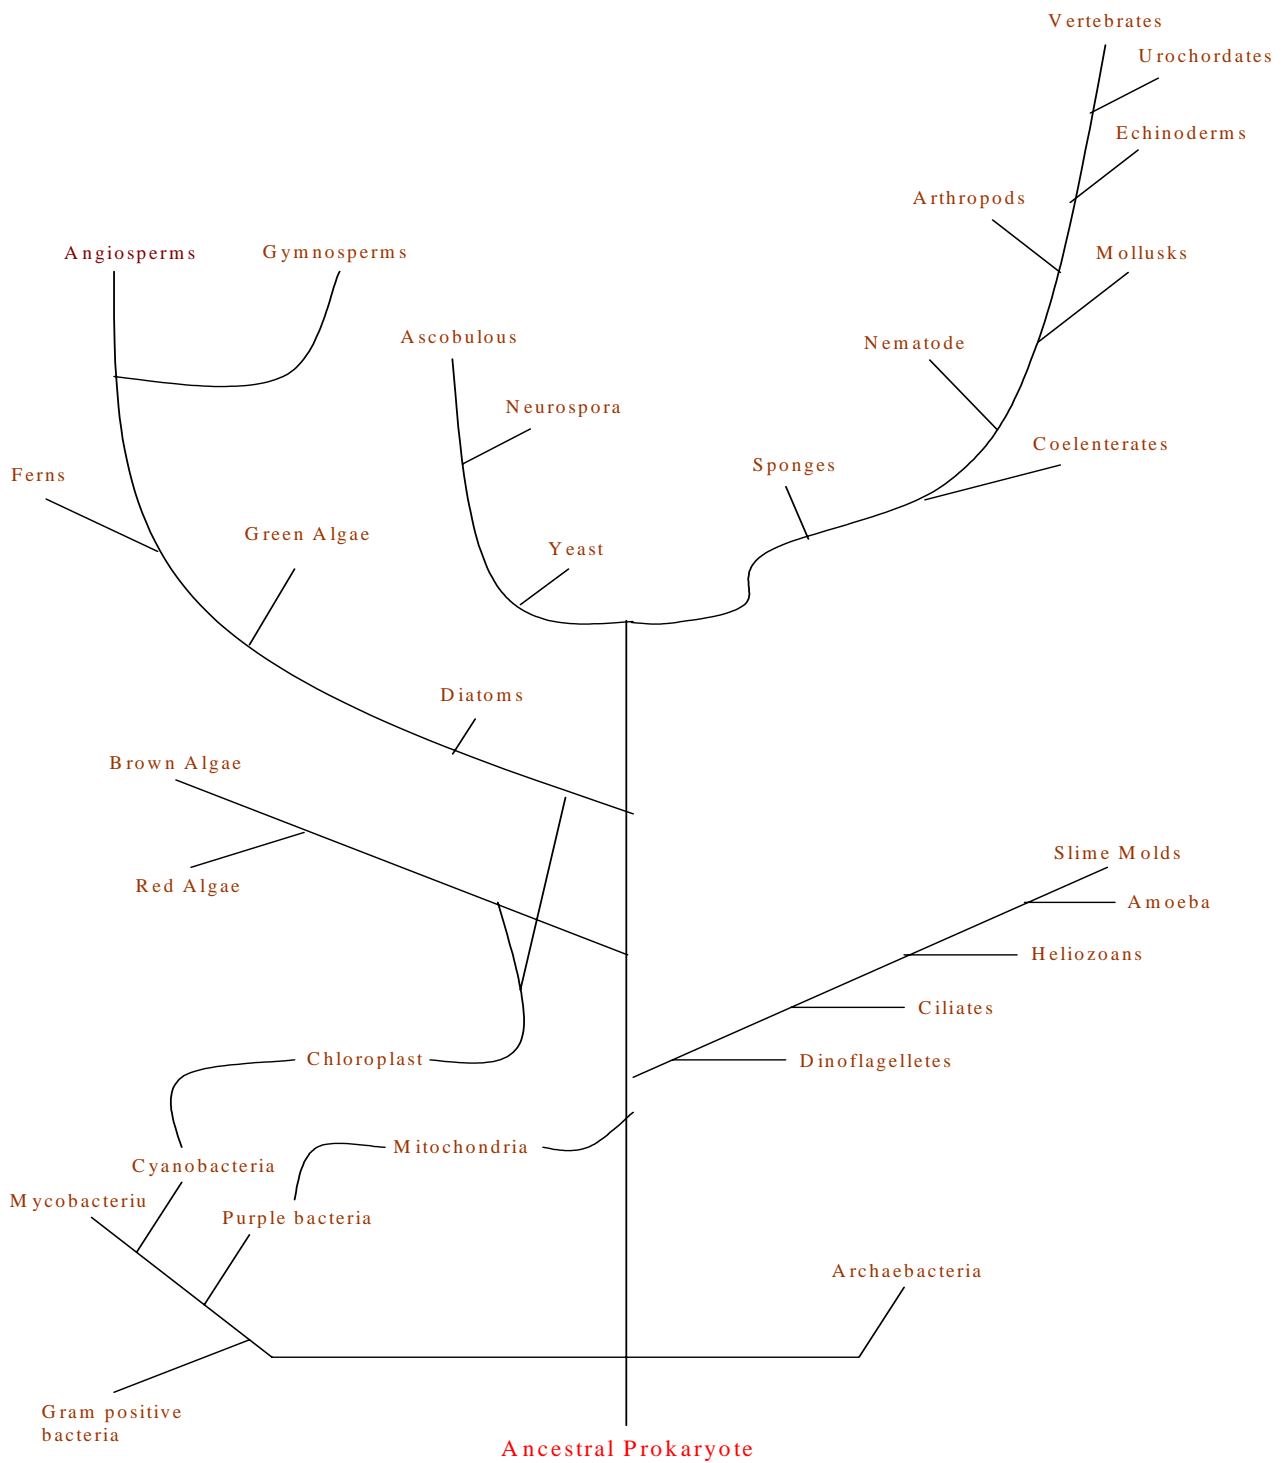 Vertebrates
Urochordates
Echinoderms
Arthropods
Mollusks
Angiosperms
Gymnosperms
Ascobulous
Nematode
Neurospora
Coelenterates
Sponges
Ferns
Green Algae
Yeast
Diatoms
Brown Algae
Slime Molds
Red Algae
Amoeba
Heliozoans
Ciliates
Chloroplast
Dinoflagelletes
Mitochondria
Cyanobacteria
Mycobacteriu
Purple bacteria
Archaebacteria
Gram positive
bacteria
Ancestral Prokaryote